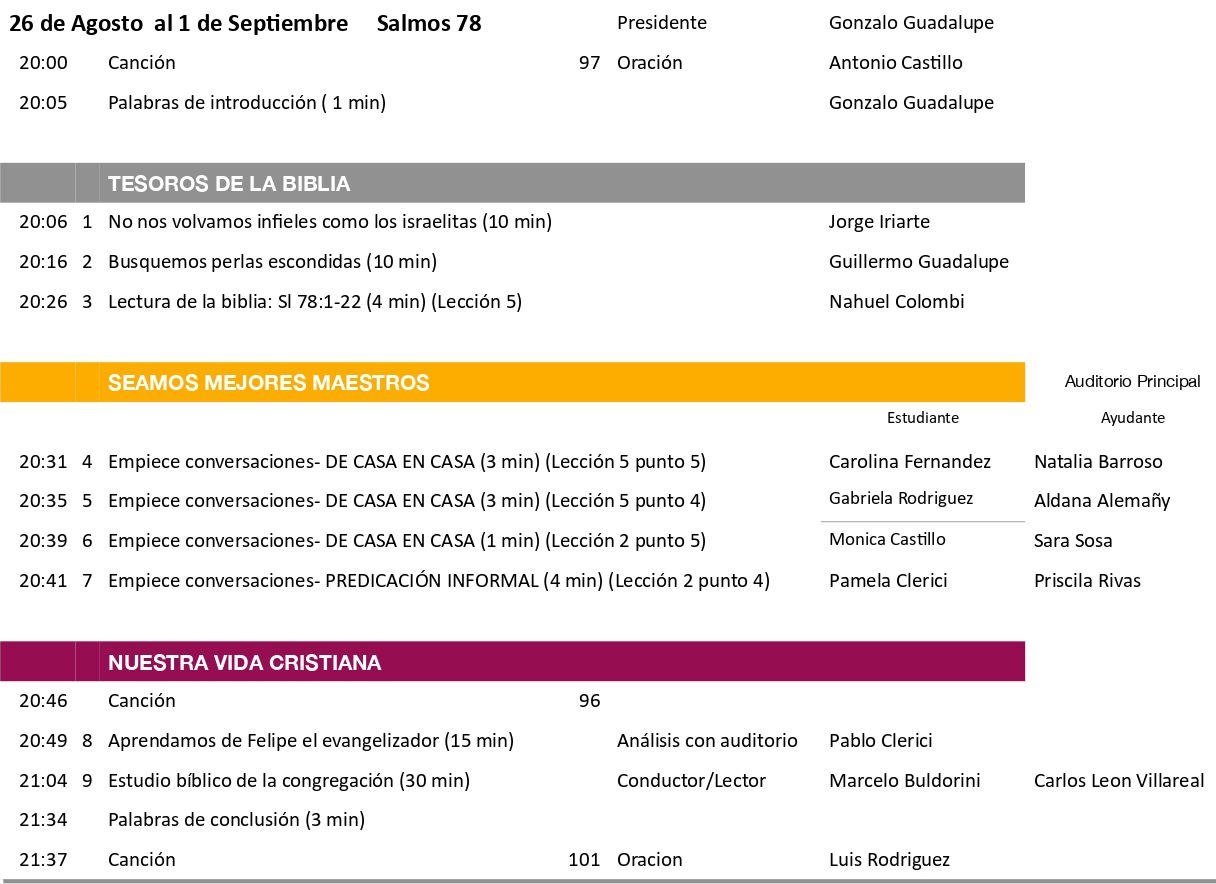 26 de Agosto  al 1 de Septiembre    Salmos 78    Presidente    Gonzalo Guadalupe
20:00    Canción    97    Oración    Antonio Castillo
20:05    Palabras de introducción ( 1 min)    Gonzalo Guadalupe
TESOROS DE LA BIBLIA
20:06    1    No nos volvamos infieles como los israelitas (10 min)    Jorge Iriarte
20:16    2    Busquemos perlas escondidas (10 min)    Guillermo Guadalupe
20:26    3    Lectura de la biblia: Sl 78:1-22 (4 min) (Lección 5)    Nahuel Colombi
SEAMOS MEJORES MAESTROS    Auditorio Principal
Estudiante    Ayudante
20:31    4    Empiece conversaciones- DE CASA EN CASA (3 min) (Lección 5 punto 5)    Carolina Fernandez    Natalia Barroso
20:35    5    Empiece conversaciones- DE CASA EN CASA (3 min) (Lección 5 punto 4)    Gabriela Rodriguez    Aldana Alemañy
20:39    6    Empiece conversaciones- DE CASA EN CASA (1 min) (Lección 2 punto 5)    Monica Castillo    Sara Sosa
20:41    7    Empiece conversaciones- PREDICACIÓN INFORMAL (4 min) (Lección 2 punto 4)    Pamela Clerici    Priscila Rivas
NUESTRA VIDA CRISTIANA
20:46    Canción    96
20:49    8    Aprendamos de Felipe el evangelizador (15 min)    Análisis con auditorio    Pablo Clerici
21:04    9    Estudio bíblico de la congregación (30 min)    Conductor/Lector    Marcelo Buldorini    Carlos Leon Villareal
21:34    Palabras de conclusión (3 min)
21:37    Canción    101    Oracion    Luis Rodriguez